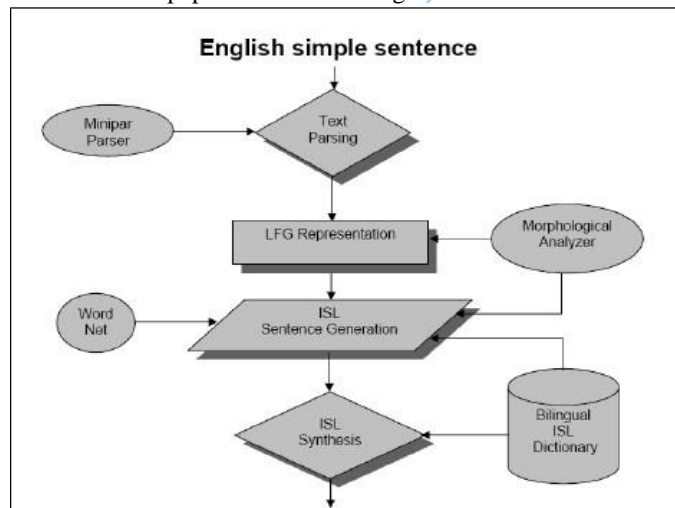 English simple sentence
Minipar
Parser
Text
Parsing
LFG Representation
Morphological
Analyzer
Word
Net
ISL
Sentence Generation
ISL
Synthesis
Bilingual
ISL
Dictionary